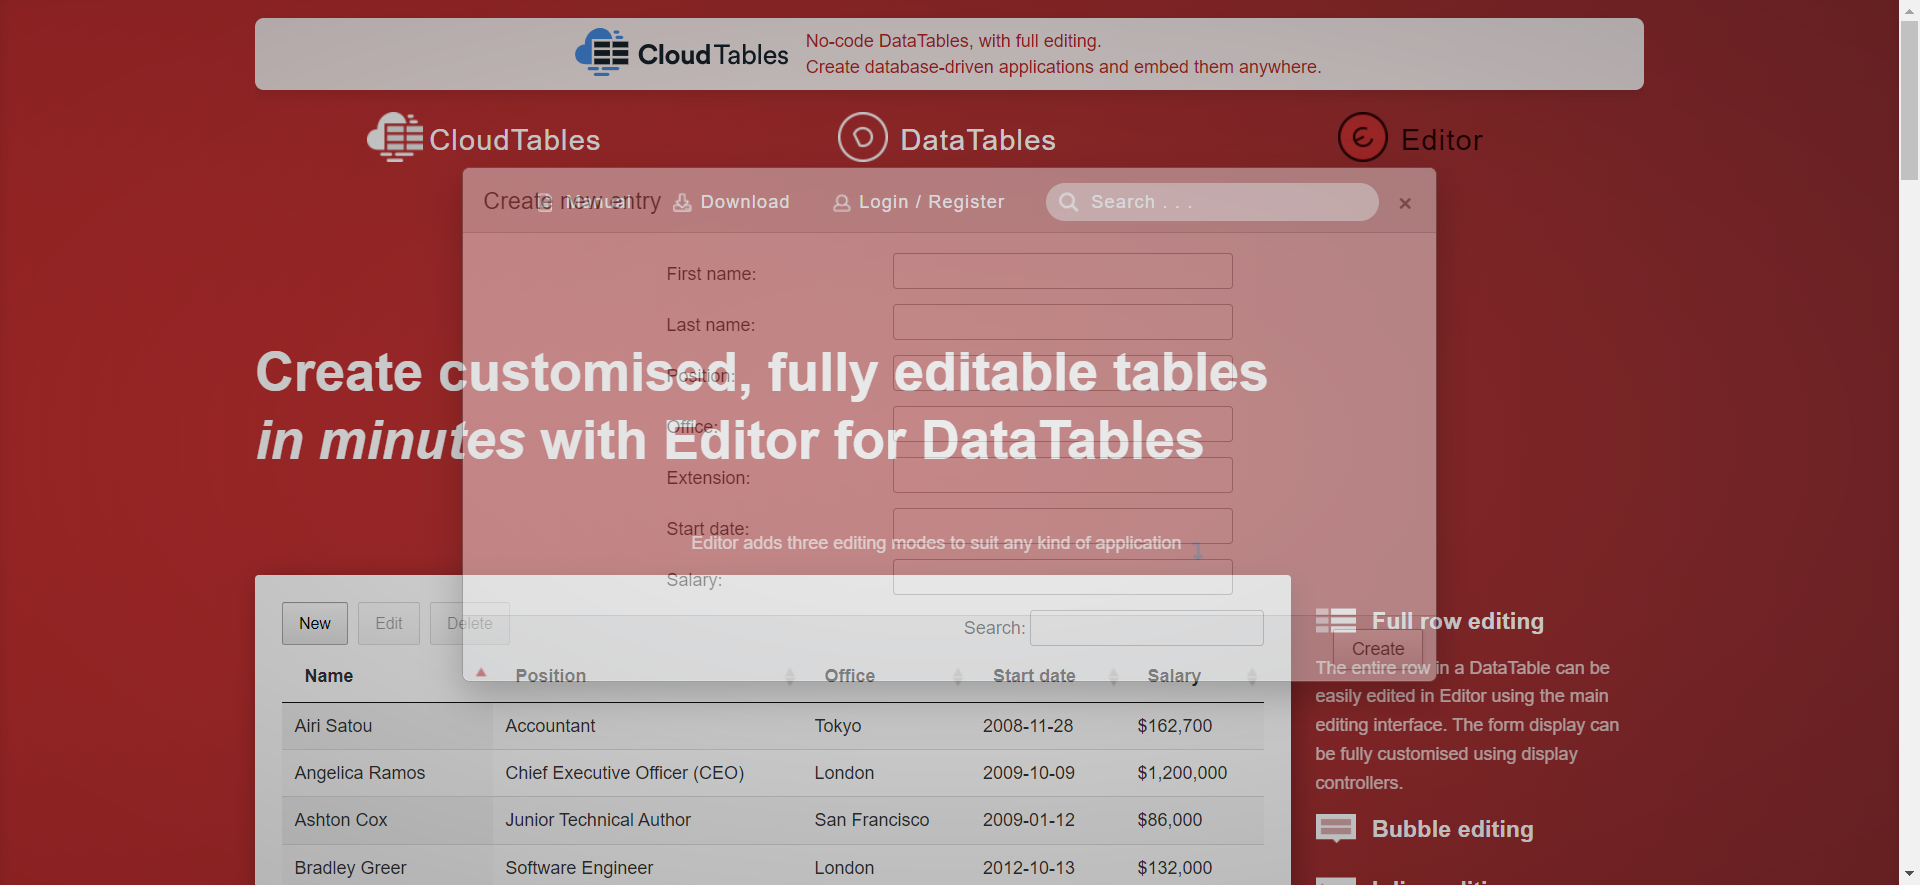 CloudTables
No-code DataTables, with full editing.
Create database-driven applications and embed them anywhere.
CloudTables
DataTables
Editor
Create new entry
Manual
Download
Login / Register
Search . . .
×
First name:
Last name:
Create customised, fully editable tables
Position:
in minutes with Editor for DataTables
Office:
Extension:
Start date:
Editor adds three editing modes to suit any kind of application
Salary:
New
Edit
Delete
Search:
Name
Position
Office
Start date
Salary
Airi Satou
Accountant
Tokyo
2008-11-28
$162,700
Angelica Ramos
Chief Executive Officer (CEO)
London
2009-10-09
$1,200,000
Ashton Cox
Junior Technical Author
San Francisco
2009-01-12
$86,000
Bradley Greer
Software Engineer
London
2012-10-13
$132,000
Create
Full row editing
The entire row in a DataTable can be
easily edited in Editor using the main
editing interface. The form display can
be fully customised using display
controllers.
Bubble editing